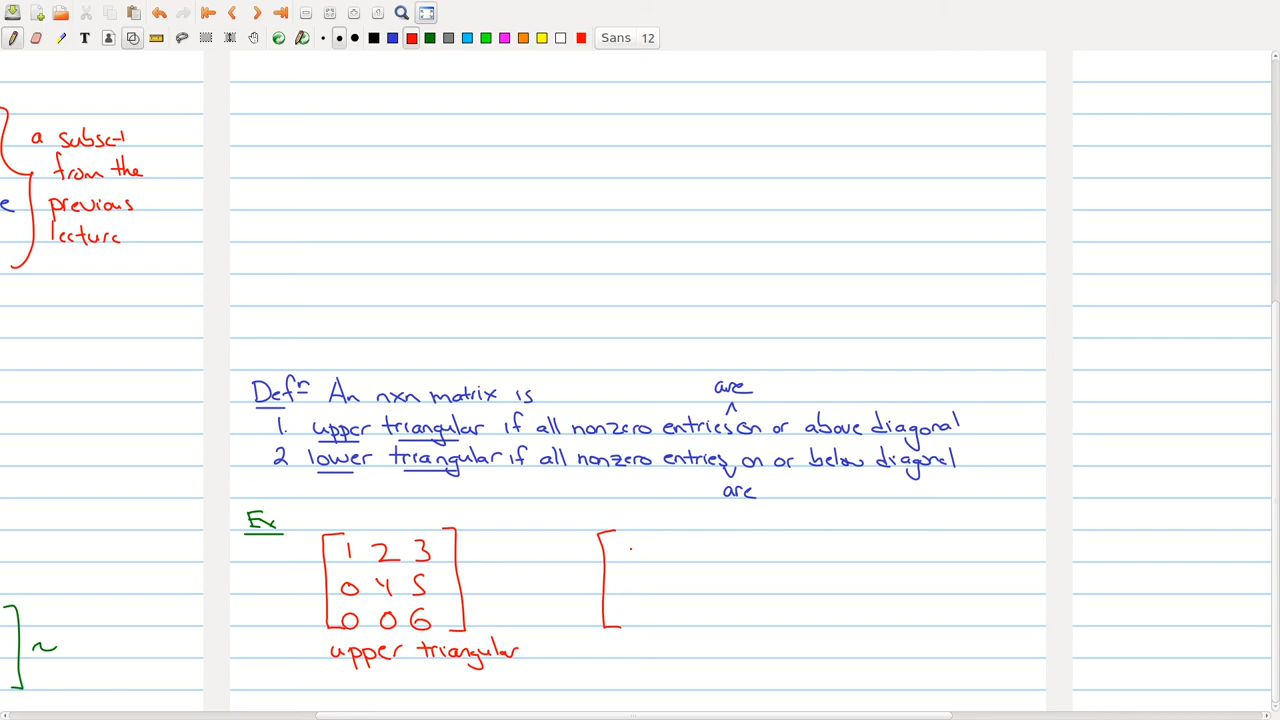 Sans 12
a subset
from the
previous
lecture
e
Defn An nxn matrix is
are
1. upper triangular if all nonzero entries on or above diagonal
2 lower triangular if all nonzero entries on or below diagonal
are
Ex
1 2 3
0 4 5
0 0 6
upper triangular
] ~